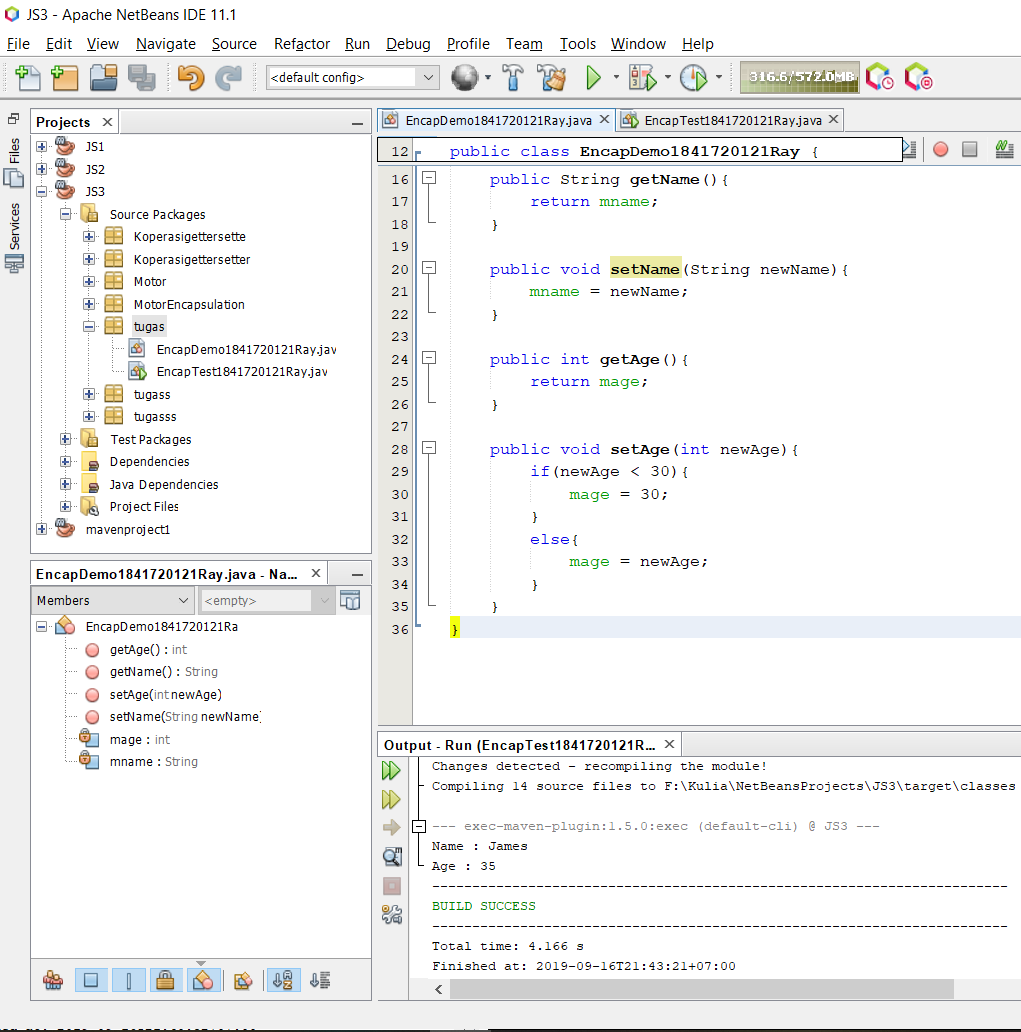 JS3 - Apache NetBeans IDE 11.1
File Edit View Navigate Source Refactor Run Debug Profile Team Tools Window Help
<default config>
316.6/572.0MB
Projects
Files
Services
JS1
JS2
JS3
Source Packages
Koperasigettersette
Koperasigettersetter
Motor
MotorEncapsulation
tugas
EncapDemo1841720121Ray.jav
EncapTest1841720121Ray.jav
tugass
tugasss
Test Packages
Dependencies
Java Dependencies
Project Files
mavenproject1
EncapDemo1841720121Ray.java - Na...
Members
<empty>
EncapDemo1841720121Ra
getAge() : int
getName() : String
setAge(int newAge)
setName(String newName)
mage : int
mname : String
EncapDemo1841720121Ray.java
EncapTest1841720121Ray.java
12 public class EncapDemo1841720121Ray {
16 public String getName(){
17 return mname;
18 }
19
20 public void setName(String newName){
21 mname = newName;
22 }
23
24 public int getAge(){
25 return mage;
26 }
27
28 public void setAge(int newAge){
29 if(newAge < 30){
30 mage = 30;
31 }
32 else{
33 mage = newAge;
34 }
35 }
36 }
Output - Run (EncapTest1841720121R...
Changes detected - recompiling the module!
Compiling 14 source files to F:\Kulia\NetBeansProjects\JS3\target\classes
--- exec-maven-plugin:1.5.0:exec (default-cli) @ JS3 ---
Name : James
Age : 35
------------------------------------------------------------------------
BUILD SUCCESS
------------------------------------------------------------------------
Total time: 4.166 s
Finished at: 2019-09-16T21:43:21+07:00